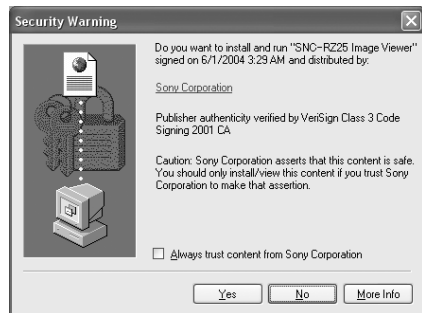 Security Warning
Do you want to install and run "SNC-RZ25 Image Viewer"
signed on 6/1/2004 3:29 AM and distributed by:
Sony Corporation
Publisher authenticity verified by VeriSign Class 3 Code
Signing 2001 CA
Caution: Sony Corporation asserts that this content is safe.
You should only install/view this content if you trust Sony
Corporation to make that assertion.
Always trust content from Sony Corporation
Yes No More Info